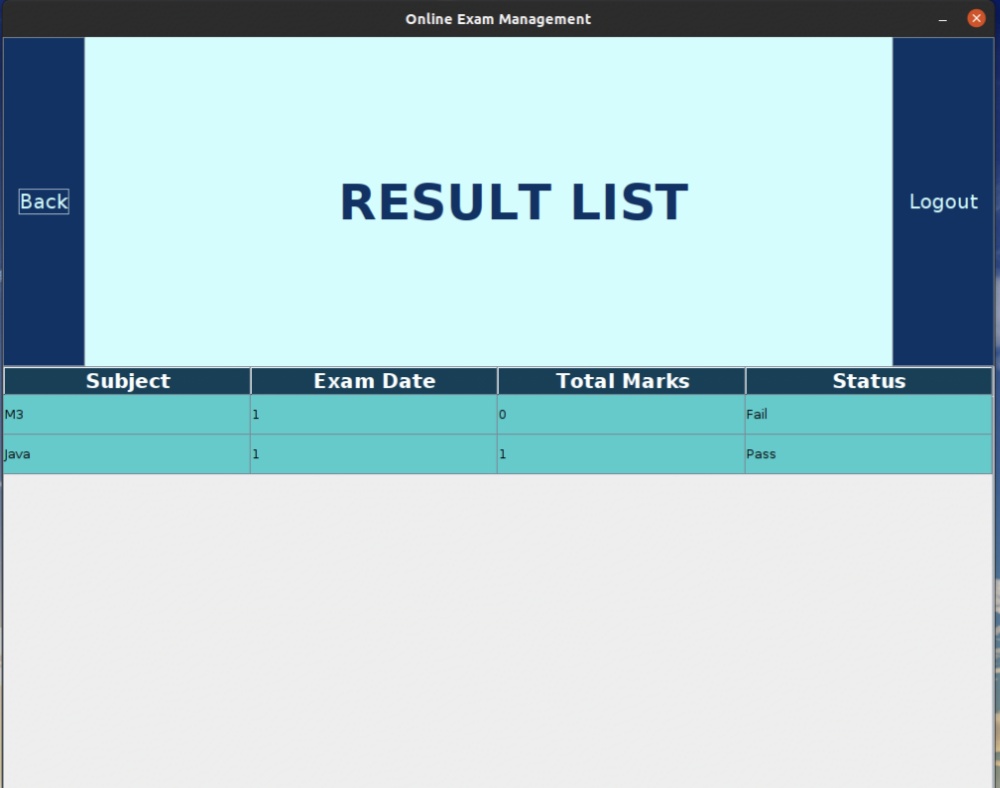 Online Exam Management
Back
RESULT LIST
Logout
Subject Exam Date Total Marks Status
M3 1 0 Fail
Java 1 1 Pass